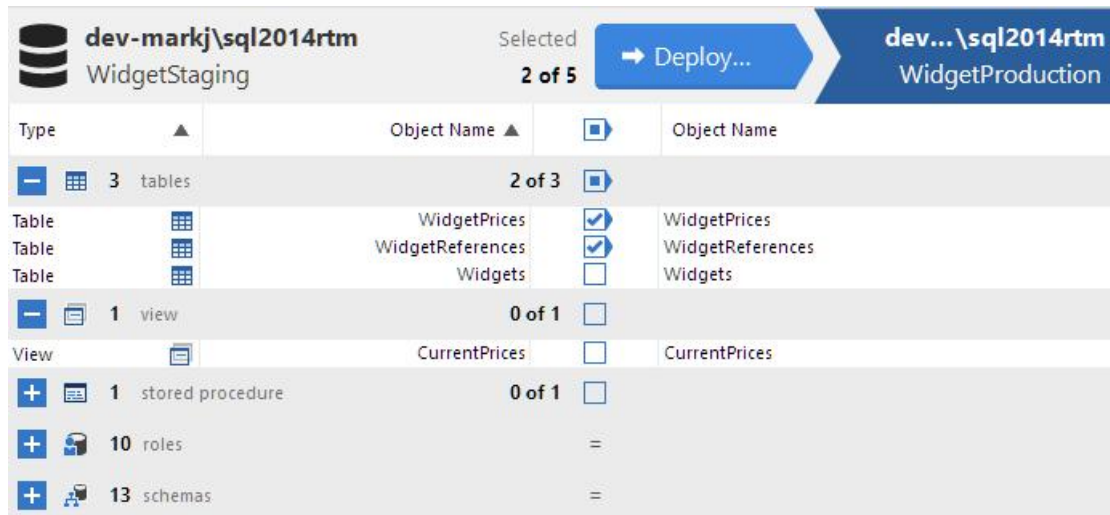 dev-markj\sql2014rtm Selected dev...\sql2014rtm
WidgetStaging 2 of 5 Deploy... WidgetProduction
Type Object Name Object Name
3 tables 2 of 3
Table WidgetPrices WidgetPrices
Table WidgetReferences WidgetReferences
Table Widgets Widgets
1 view 0 of 1
View CurrentPrices CurrentPrices
1 stored procedure 0 of 1
10 roles =
13 schemas =